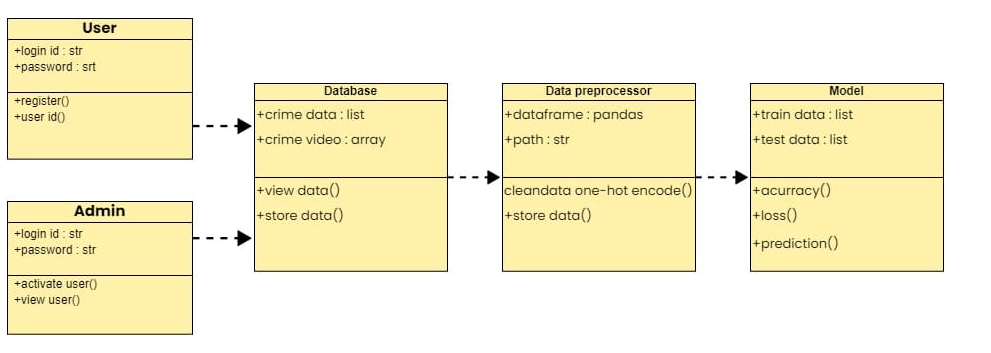 User
+login id : str
+password : srt
+register()
+user id()
Admin
+login id : str
+password : str
+activate user()
+view user()
Database
+crime data : list
+crime video : array
+view data()
+store data()
Data preprocessor
+dataframe : pandas
+path : str
cleandata one-hot encode()
+store data()
Model
+train data : list
+test data : list
+acurracy()
+loss()
+prediction()